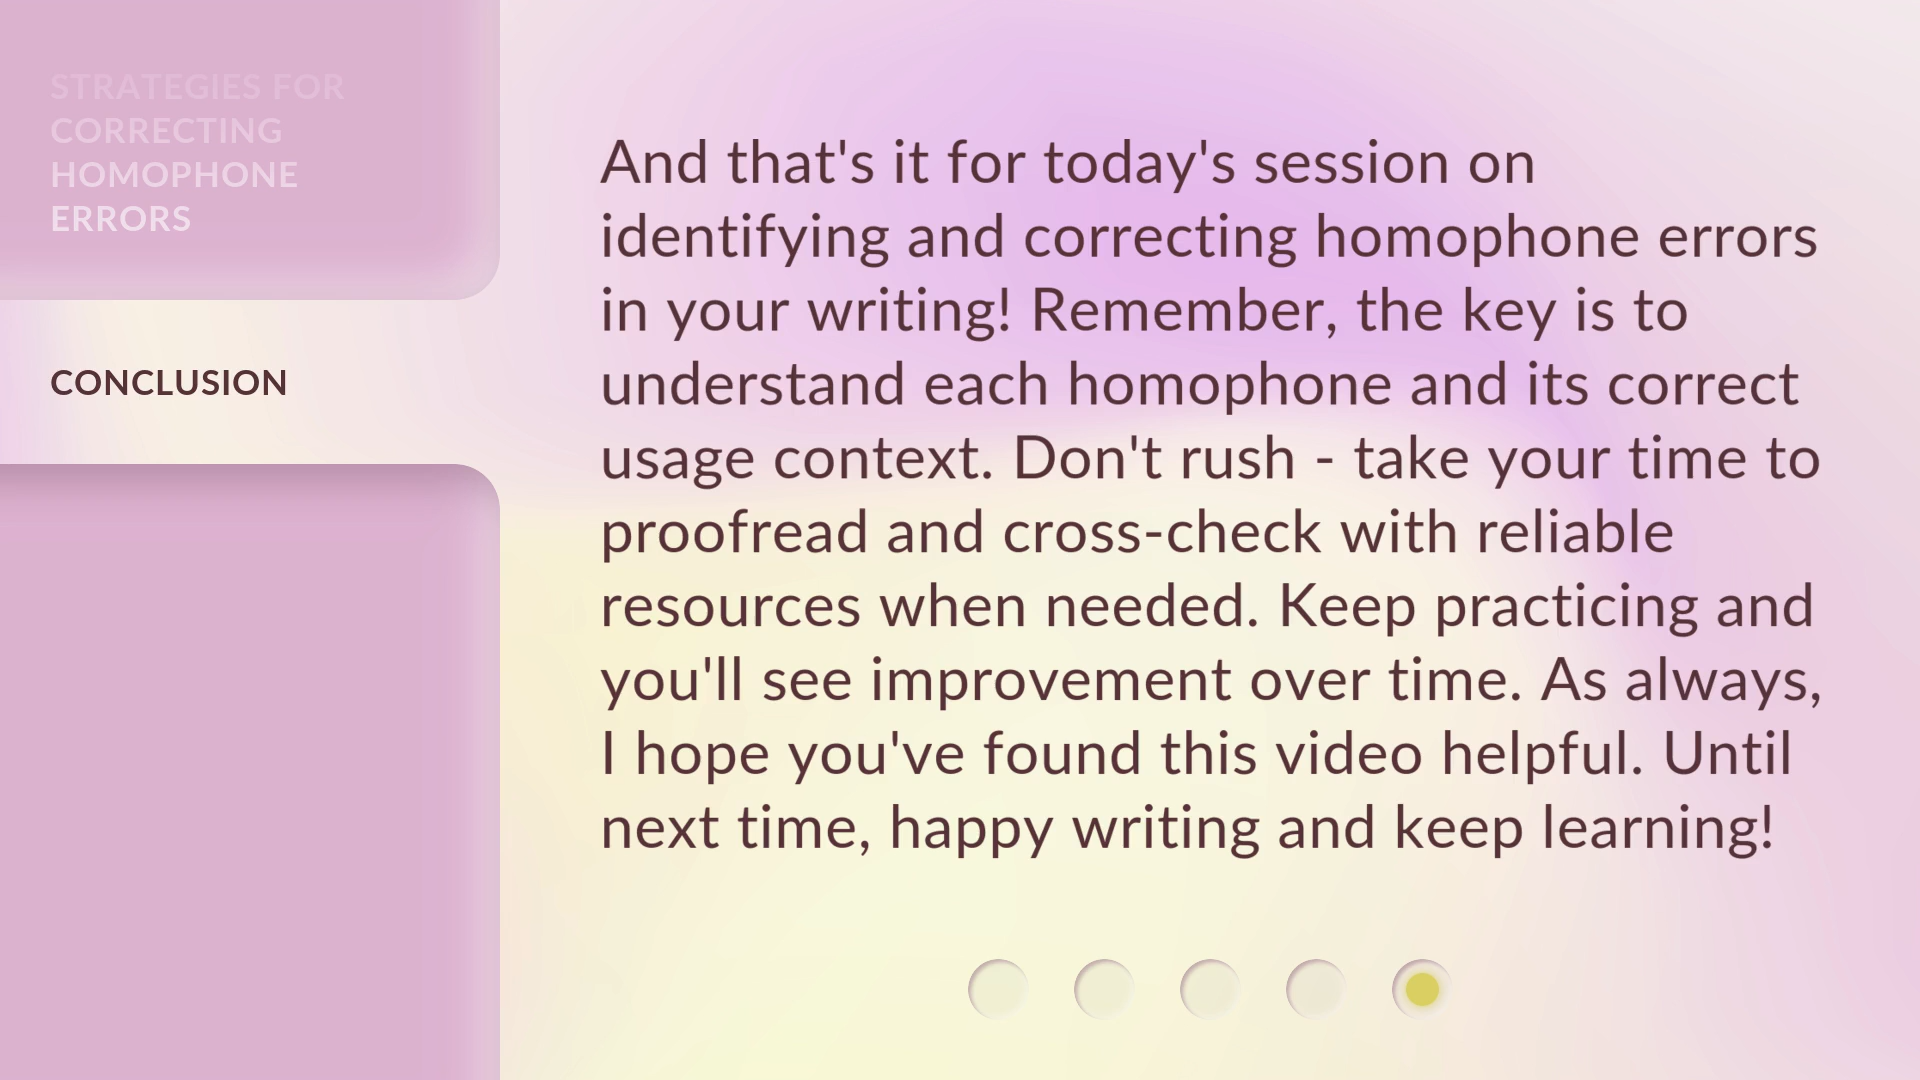 STRATEGIES FOR
CORRECTING
HOMOPHONE
ERRORS
CONCLUSION
And that's it for today's session on
identifying and correcting homophone errors
in your writing! Remember, the key is to
understand each homophone and its correct
usage context. Don't rush - take your time to
proofread and cross-check with reliable
resources when needed. Keep practicing and
you'll see improvement over time. As always,
I hope you've found this video helpful. Until
next time, happy writing and keep learning!